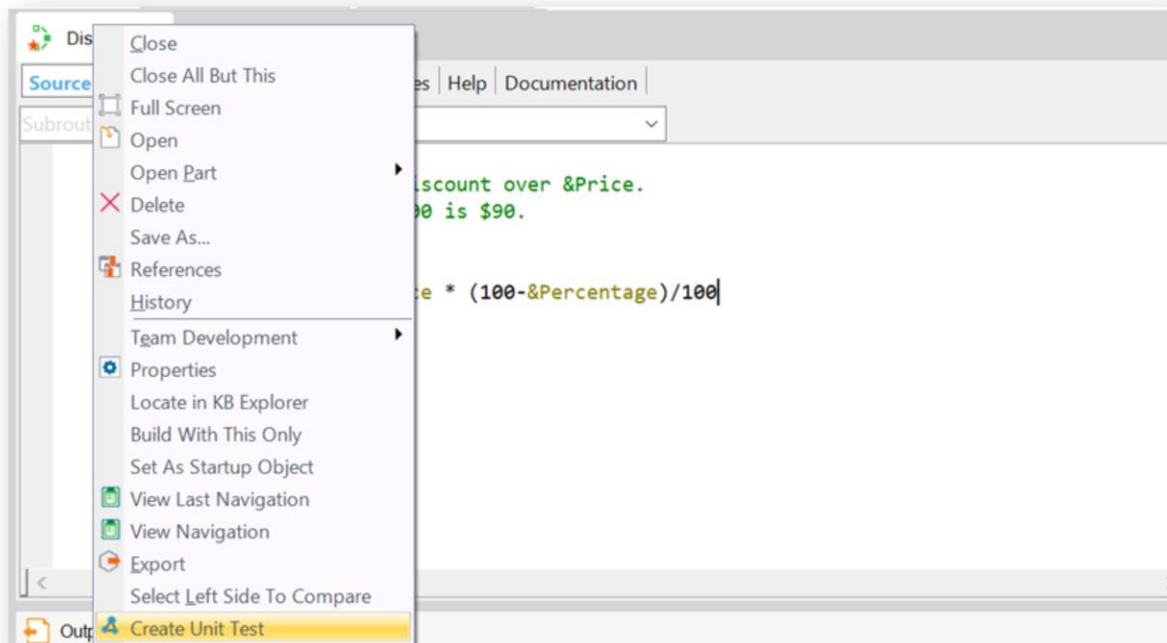 Dis
Source
es
Help
Documentation
Subrout
Close
Close All But This
Full Screen
Open
Open Part
Delete
Save As...
References
History
Team Development
Properties
Locate in KB Explorer
Build With This Only
Set As Startup Object
View Last Navigation
View Navigation
Export
Select Left Side To Compare
Create Unit Test
iscount over &Price.
00 is $90.
e * (100-&Percentage)/100
Outp